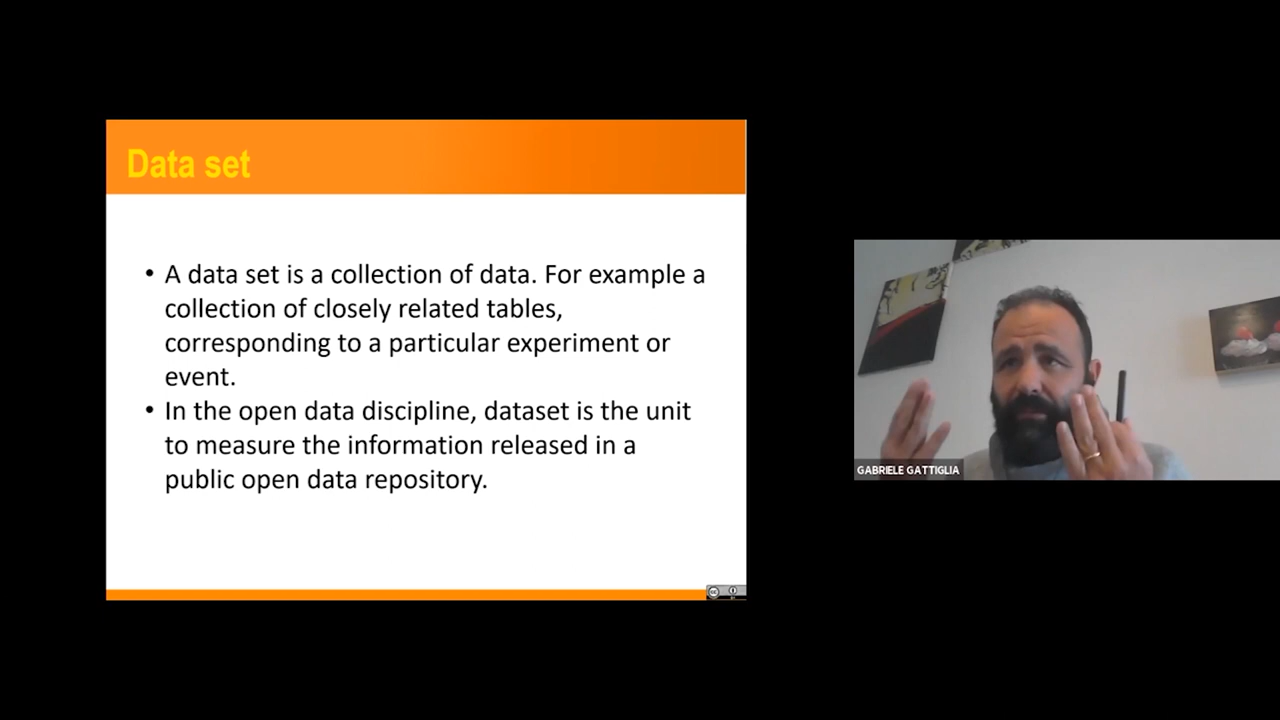 Data set
• A data set is a collection of data. For example a
collection of closely related tables,
corresponding to a particular experiment or
event.
• In the open data discipline, dataset is the unit
to measure the information released in a
public open data repository.
GABRIELE GATTIGLIA